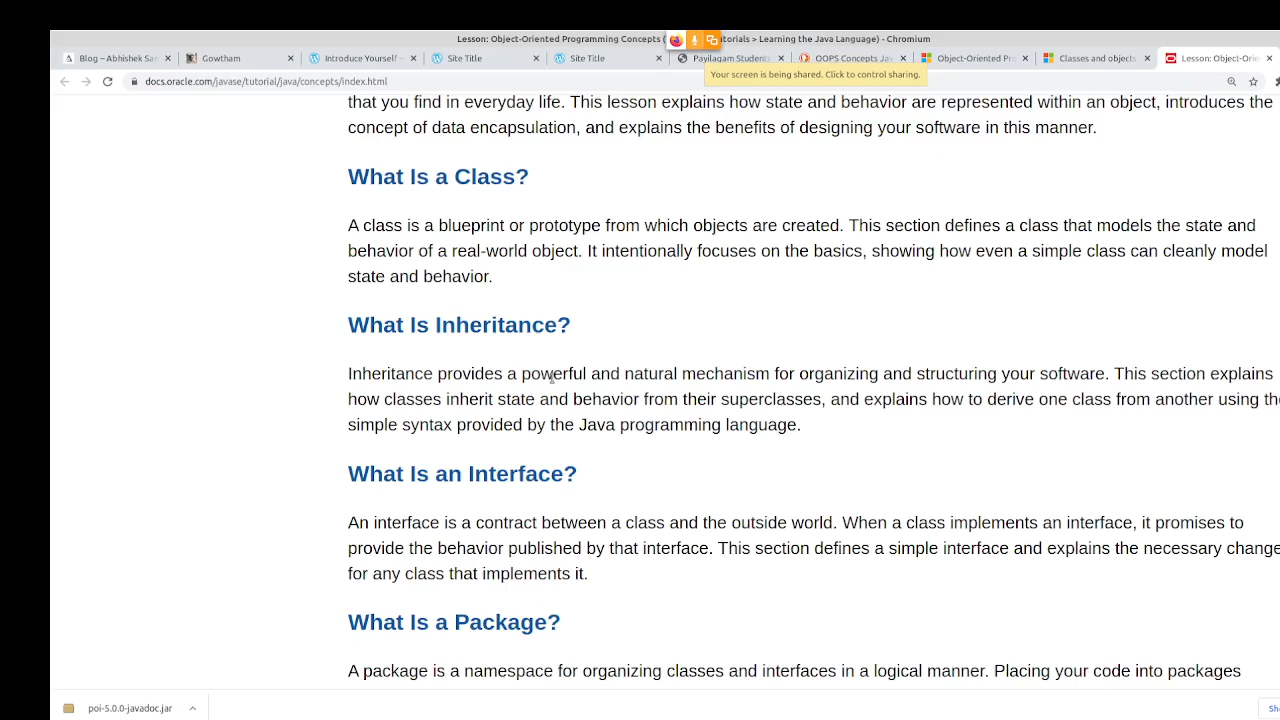 Lesson: Object-Oriented Programming Concepts ( utorials > Learning the Java Language) - Chromium
Blog – Abhishek San Gowtham Introduce Yourself – Site Title Site Title Payilagam Students OOPS Concepts Jav Object-Oriented Pro Classes and objects Lesson: Object-Orie
Your screen is being shared. Click to control sharing.
docs.oracle.com/javase/tutorial/java/concepts/index.html
that you find in everyday life. This lesson explains how state and behavior are represented within an object, introduces the
concept of data encapsulation, and explains the benefits of designing your software in this manner.
What Is a Class?
A class is a blueprint or prototype from which objects are created. This section defines a class that models the state and
behavior of a real-world object. It intentionally focuses on the basics, showing how even a simple class can cleanly model
state and behavior.
What Is Inheritance?
Inheritance provides a powerful and natural mechanism for organizing and structuring your software. This section explains
how classes inherit state and behavior from their superclasses, and explains how to derive one class from another using th
simple syntax provided by the Java programming language.
What Is an Interface?
An interface is a contract between a class and the outside world. When a class implements an interface, it promises to
provide the behavior published by that interface. This section defines a simple interface and explains the necessary change
for any class that implements it.
What Is a Package?
A package is a namespace for organizing classes and interfaces in a logical manner. Placing your code into packages
poi-5.0.0-javadoc.jar Sh